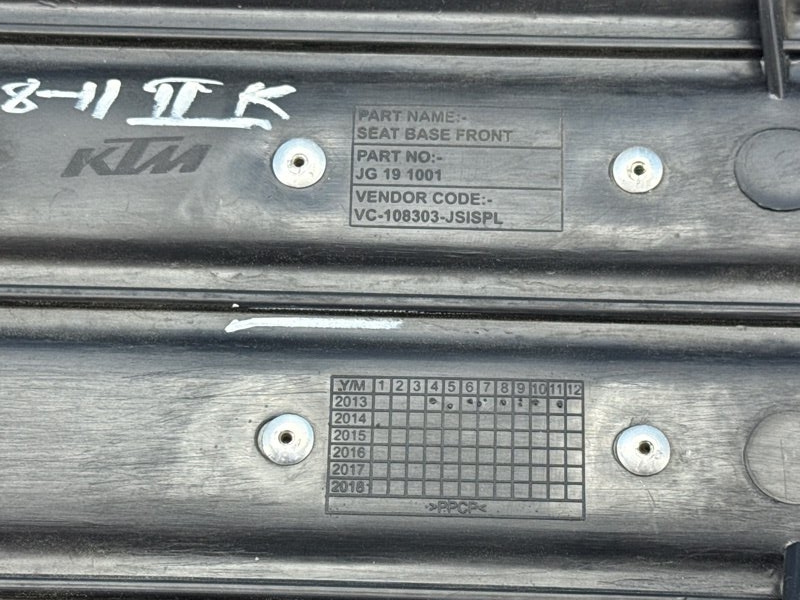 8-11 II K
KTM
PART NAME:-
SEAT BASE FRONT
PART NO:-
JG 19 1001
VENDOR CODE:-
VC-108303-JSISPL
Y/M 1 2 3 4 5 6 7 8 9 10 11 12
2013
2014
2015
2016
2017
2018
>PPCP<